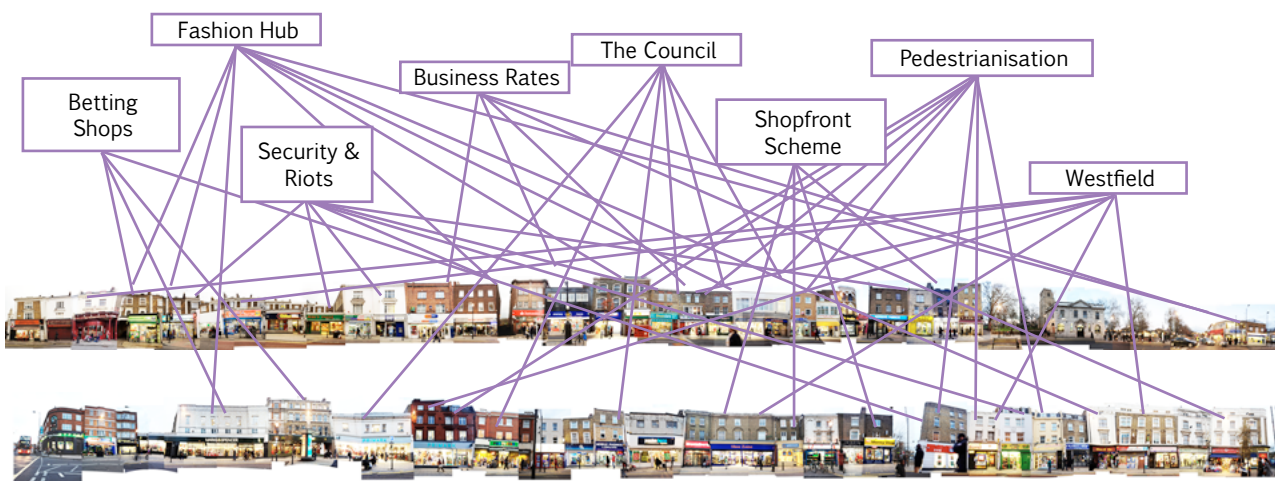 Fashion Hub
The Council
Pedestrianisation
Business Rates
Betting
Shops
Shopfront
Scheme
Security &
Riots
Westfield